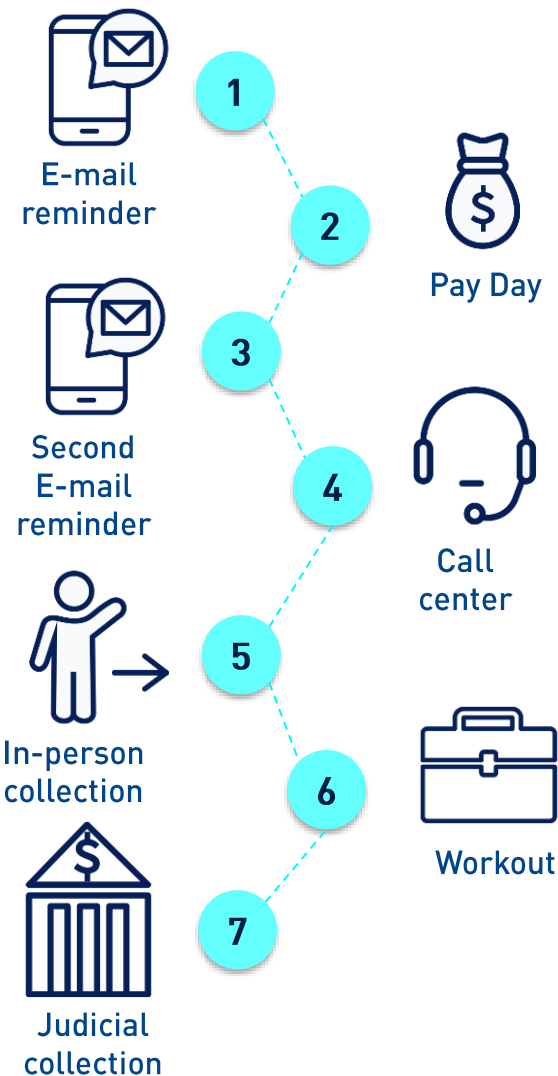 1
E-mail
reminder
2
$
Pay Day
3
Second
E-mail
reminder
4
Call
center
5
In-person
collection
6
Workout
7
$
Judicial
collection